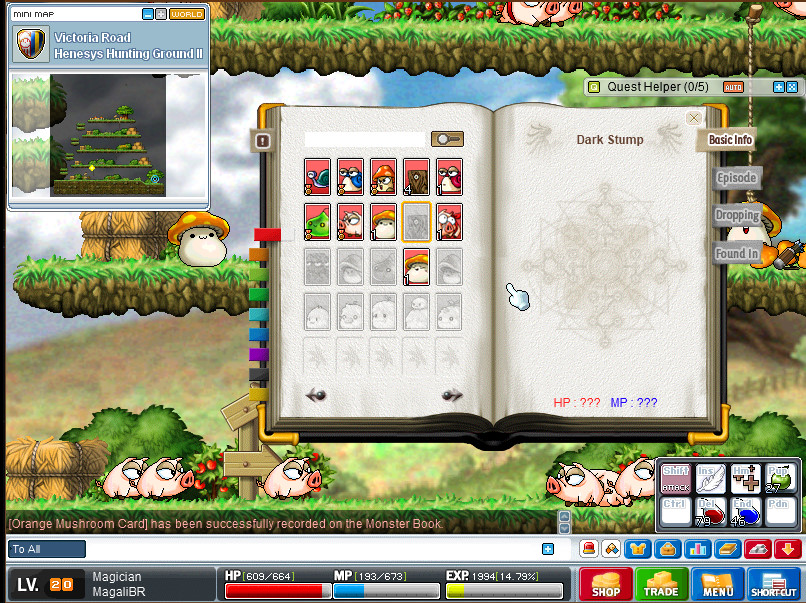 MINI MAP
WORLD
Victoria Road
Henesys Hunting Ground II
Quest Helper (0/5)
AUTO
Dark Stump
Basic Info
Episode
Dropping
Found In
HP : ???
MP : ???
Shift
Ins
Hm
Pup
ATTACK
27
Ctrl
Del
End
Pdn
[Orange Mushroom Card] has been successfully recorded on the Monster Book.
To All
LV. 20
Magician
MagaliBR
HP[609/664]
MP[193/673]
EXP. 1994[14.79%]
SHOP
TRADE
MENU
SHORTCUT